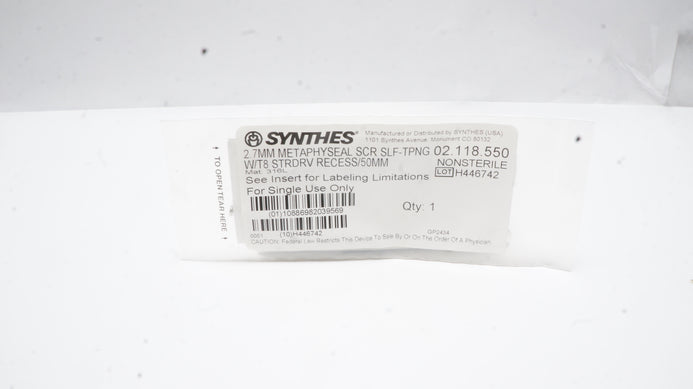 SYNTHES®
Manufactured or Distributed by SYNTHES (USA)
1101 Synthes Avenue, Monument CO 80132
2.7MM METAPHYSEAL SCR SLF-TPNG 02.118.550
W/T8 STRDRV RECESS/50MM NONSTERILE
Mat. 316L LOT H446742
See Insert for Labeling Limitations
For Single Use Only
(01)10886982039569 Qty: 1
0001 (10)H446742 GP2434
CAUTION: Federal Law Restricts This Device To Sale By Or On The Order Of A Physician.
↑ TO OPEN TEAR HERE ↑